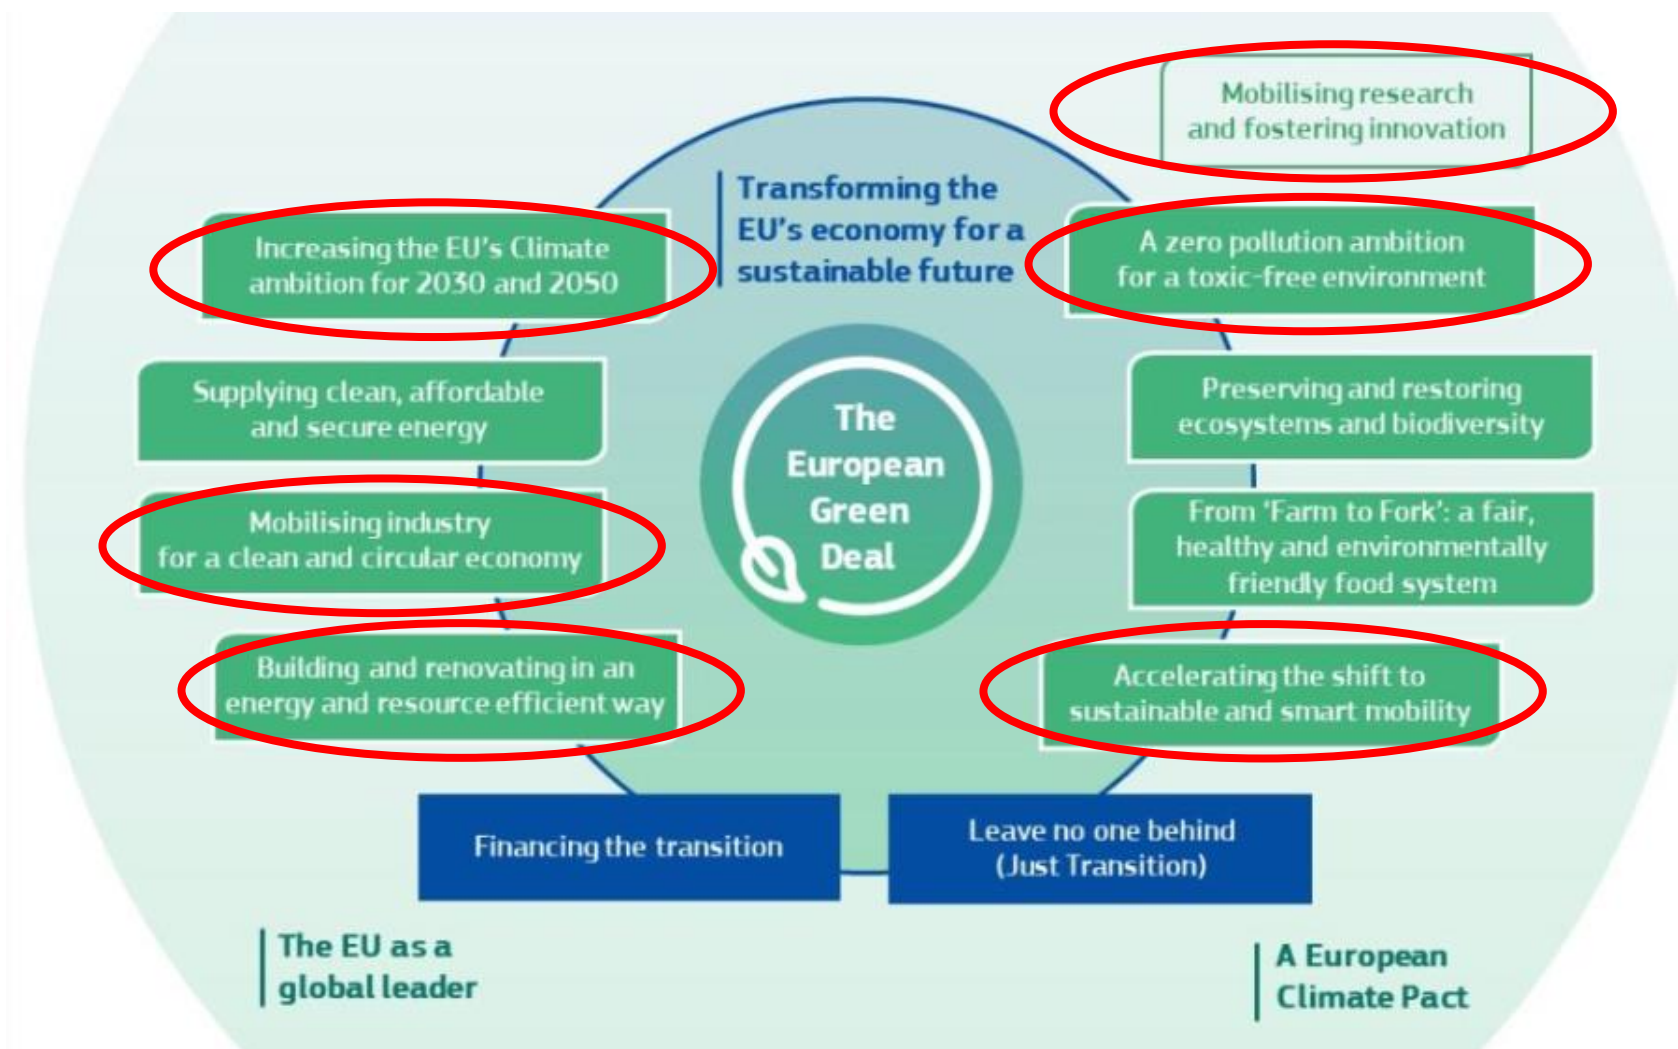 Mobilising research
and fostering innovation
Transforming the
EU's economy for a
sustainable future
Increasing the EU's Climate
ambition for 2030 and 2050
A zero pollution ambition
for a toxic-free environment
Supplying clean, affordable
and secure energy
Preserving and restoring
ecosystems and biodiversity
The
European
Green
Deal
Mobilising industry
for a clean and circular economy
From 'Farm to Fork': a fair,
healthy and environmentally
friendly food system
Building and renovating in an
energy and resource efficient way
Accelerating the shift to
sustainable and smart mobility
Financing the transition
Leave no one behind
(Just Transition)
The EU as a
global leader
A European
Climate Pact